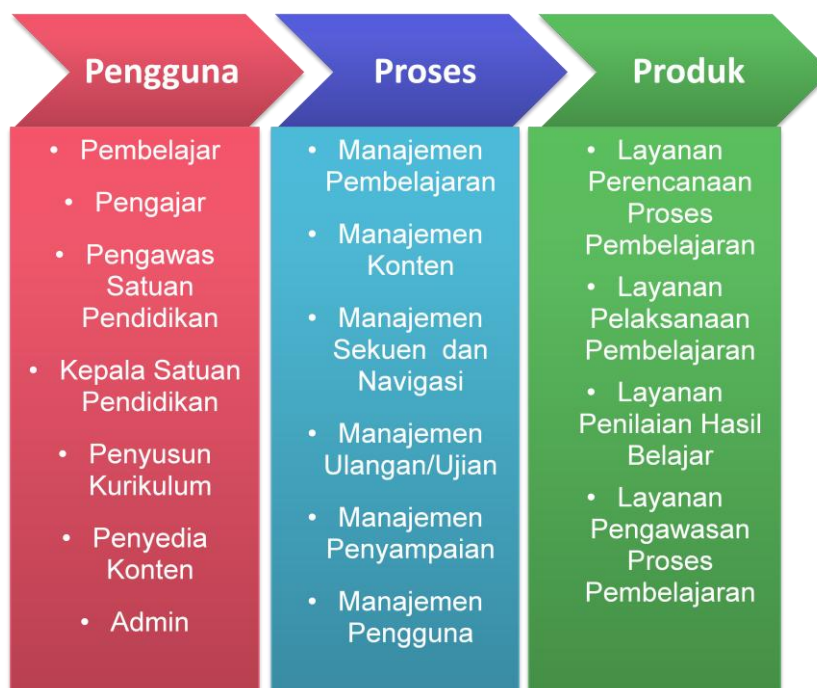 Pengguna
• Pembelajar
• Pengajar
• Pengawas
Satuan
Pendidikan
• Kepala Satuan
Pendidikan
• Penyusun
Kurikulum
• Penyedia
Konten
• Admin
Proses
• Manajemen
Pembelajaran
• Manajemen
Konten
• Manajemen
Sekuen dan
Navigasi
• Manajemen
Ulangan/Ujian
• Manajemen
Penyampaian
• Manajemen
Pengguna
Produk
• Layanan
Perencanaan
Proses
Pembelajaran
• Layanan
Pelaksanaan
Pembelajaran
• Layanan
Penilaian Hasil
Belajar
• Layanan
Pengawasan
Proses
Pembelajaran